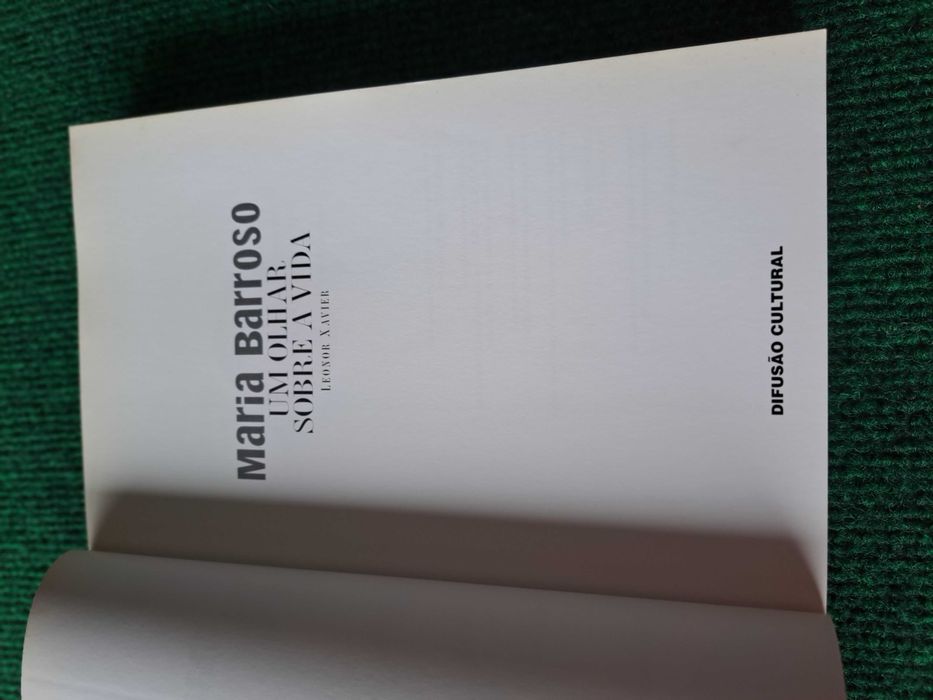 Maria Barroso
UM OLHAR
SOBRE A VIDA
LEONOR XAVIER
DIFUSÃO CULTURAL